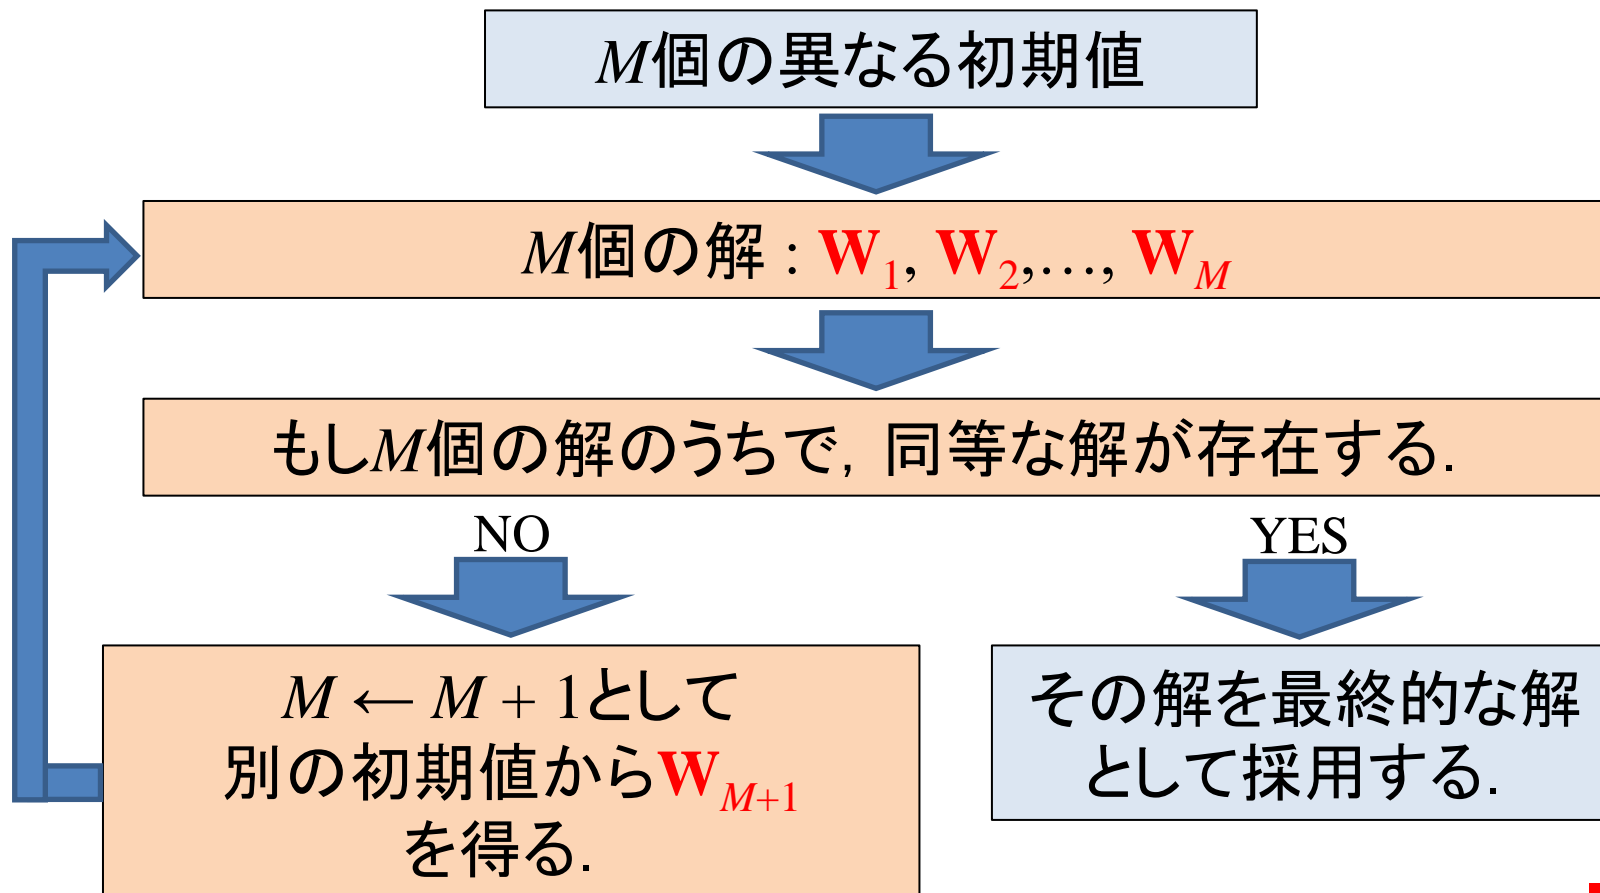 M個の異なる初期値
M個の解 : W1, W2,…, WM
もしM個の解のうちで, 同等な解が存在する.
NO
YES
M ← M + 1として
別の初期値からWM+1
を得る.
その解を最終的な解
として採用する.